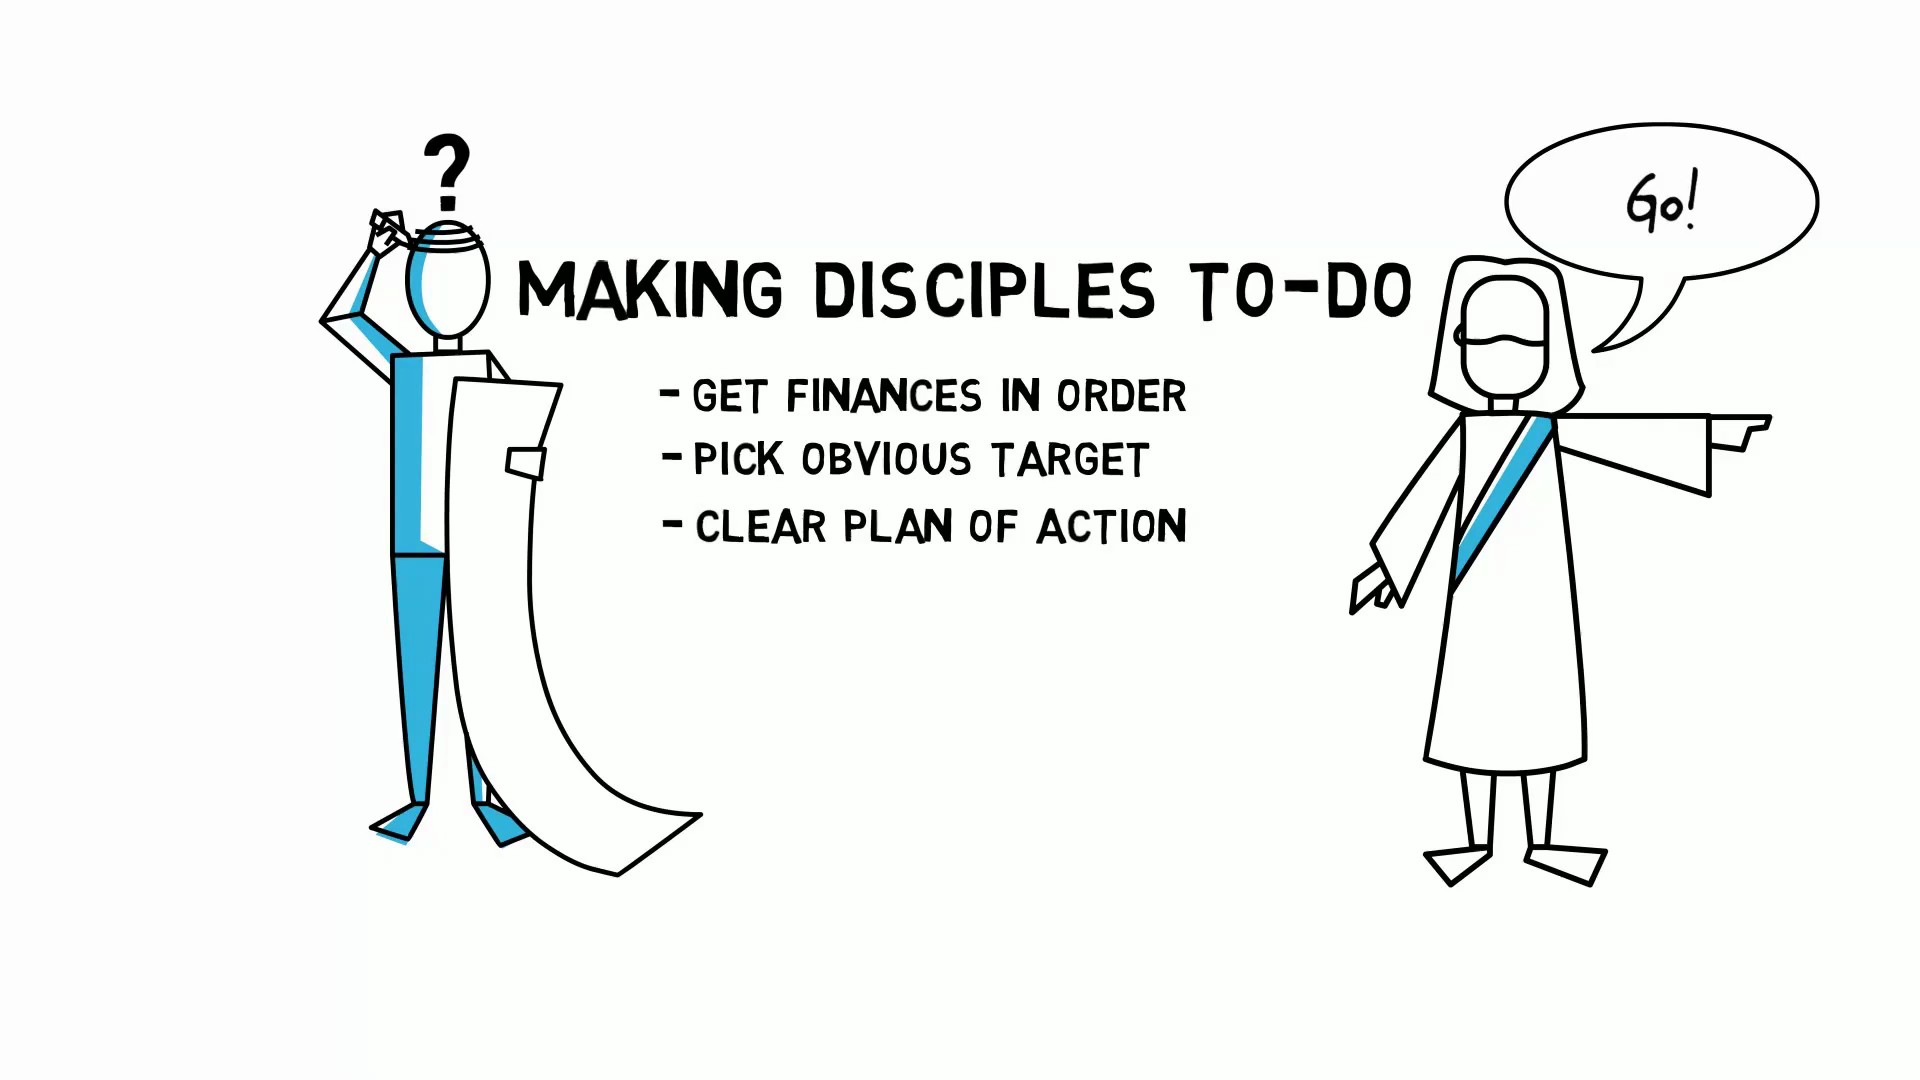 ?
Go!
MAKING DISCIPLES TO-DO
- GET FINANCES IN ORDER
- PICK OBVIOUS TARGET
- CLEAR PLAN OF ACTION